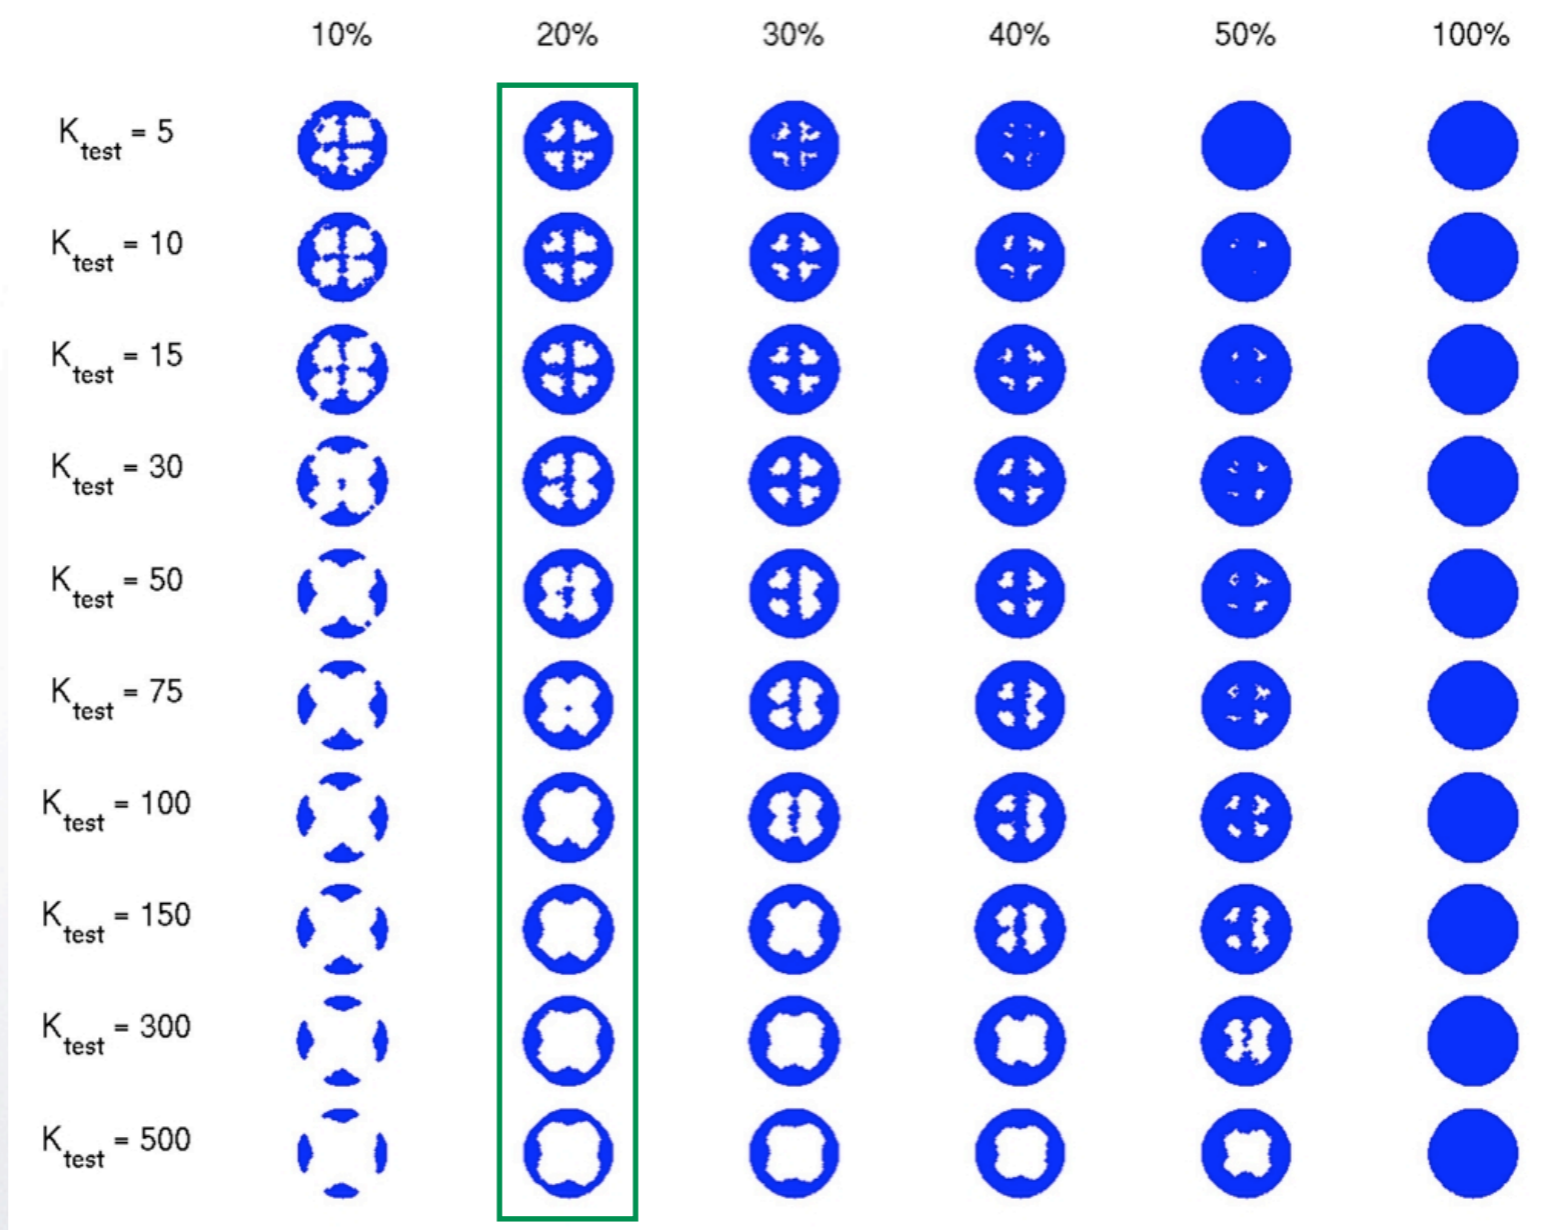 10% 20% 30% 40% 50% 100%
K_test = 5
K_test = 10
K_test = 15
K_test = 30
K_test = 50
K_test = 75
K_test = 100
K_test = 150
K_test = 300
K_test = 500